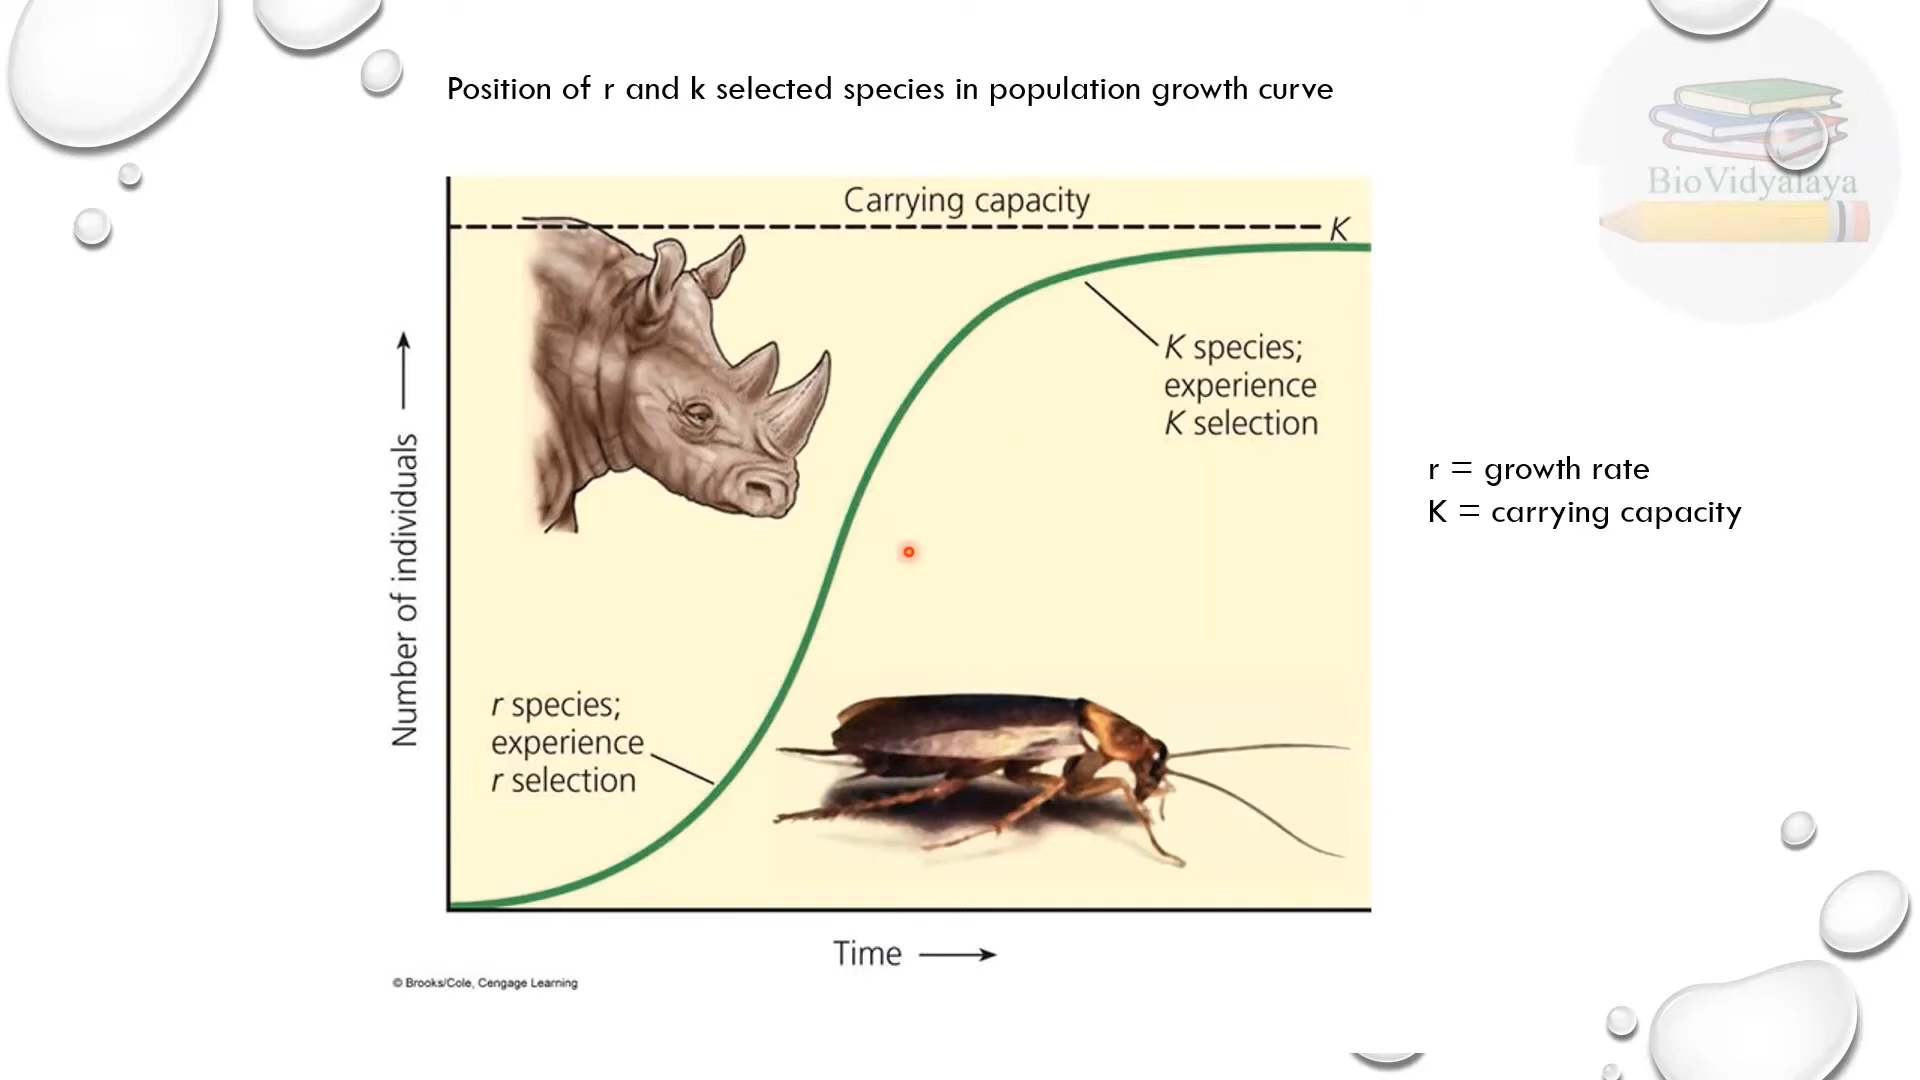 Position of r and k selected species in population growth curve
BioVidyalaya
Carrying capacity
K
K species;
experience
K selection
r = growth rate
K = carrying capacity
Number of individuals
r species;
experience
r selection
Time
© Brooks/Cole, Cengage Learning